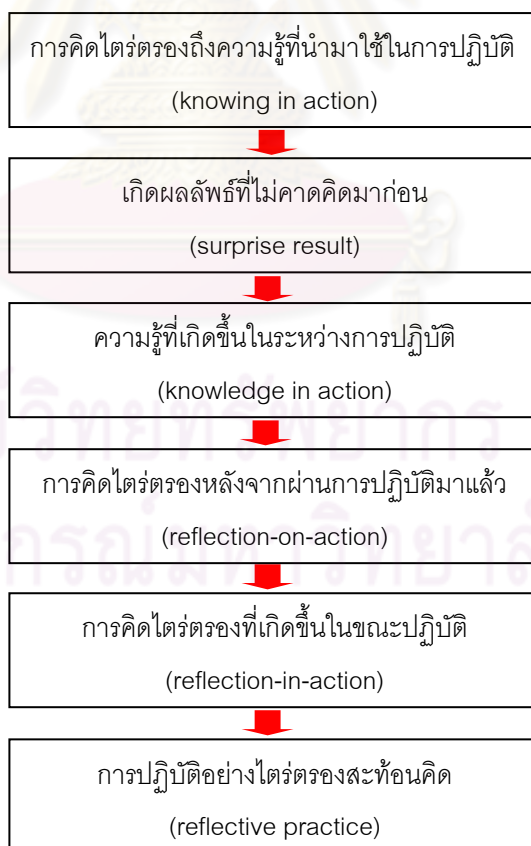 การคิดไตร่ตรองถึงความรู้ที่นำมาใช้ในการปฏิบัติ
(knowing in action)
เกิดผลลัพธ์ที่ไม่คาดคิดมาก่อน
(surprise result)
ความรู้ที่เกิดขึ้นในระหว่างการปฏิบัติ
(knowledge in action)
การคิดไตร่ตรองหลังจากผ่านการปฏิบัติมาแล้ว
(reflection-on-action)
การคิดไตร่ตรองที่เกิดขึ้นในขณะปฏิบัติ
(reflection-in-action)
การปฏิบัติอย่างไตร่ตรองสะท้อนคิด
(reflective practice)